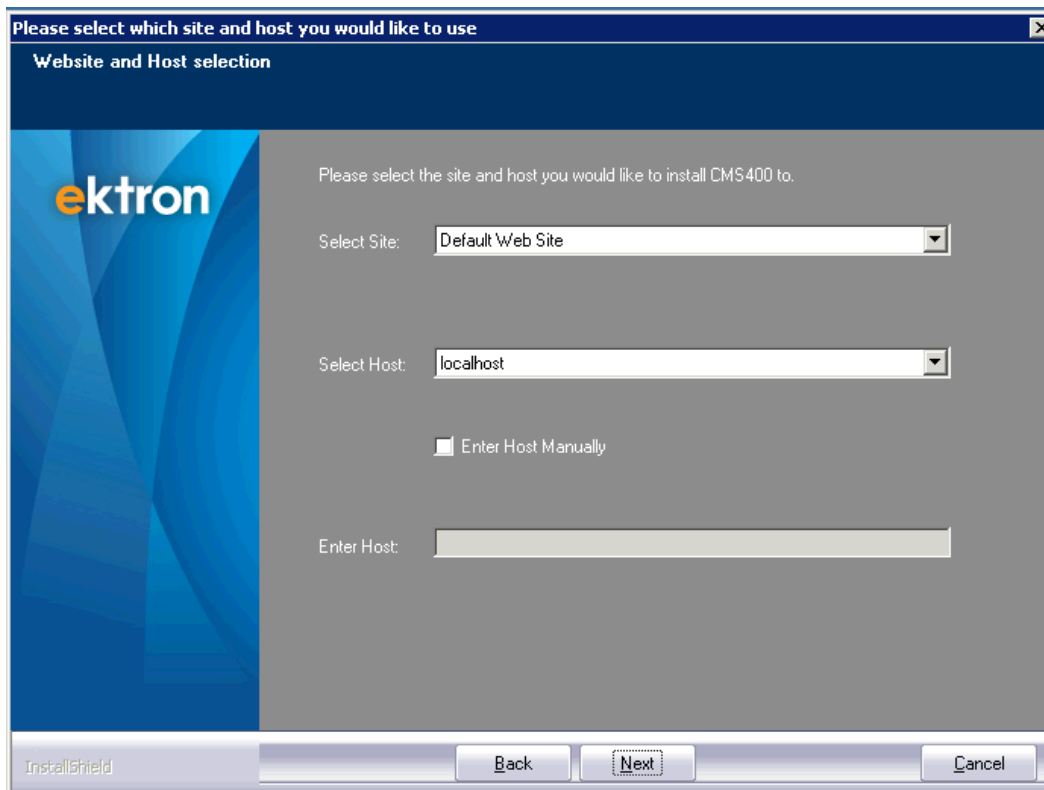 Please select which site and host you would like to use
Website and Host selection
ektron
Please select the site and host you would like to install CMS400 to.
Select Site:
Default Web Site
Select Host:
localhost
Enter Host Manually
Enter Host:
InstallShield
Back
Next
Cancel